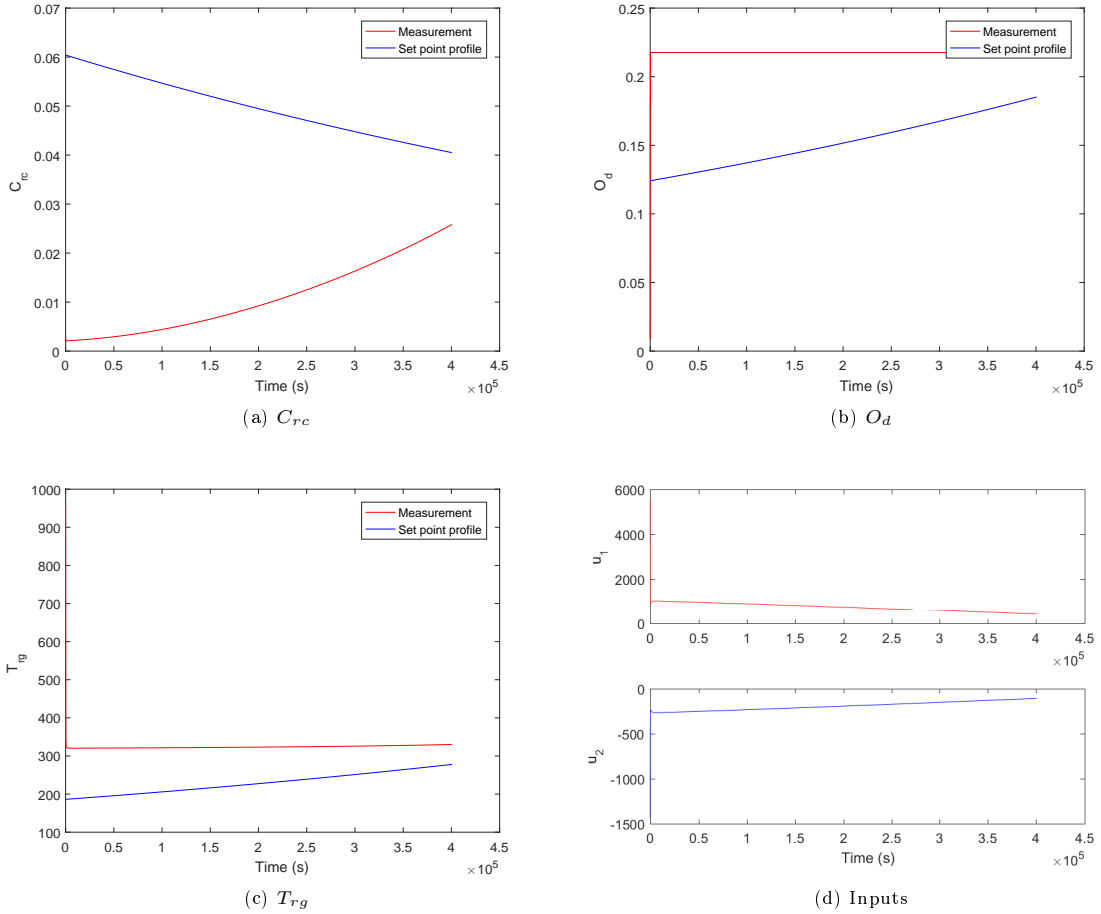 0.07
0.06
0.05
0.04
0.03
0.02
0.01
0
C_rc
Measurement
Set point profile
0 0.5 1 1.5 2 2.5 3 3.5 4 4.5
Time (s)
×10^5
(a) C_rc
0.25
0.2
0.15
0.1
0.05
0
O_d
Measurement
Set point profile
0 0.5 1 1.5 2 2.5 3 3.5 4 4.5
Time (s)
×10^5
(b) O_d
1000
900
800
700
600
500
400
300
200
100
T_rg
Measurement
Set point profile
0 0.5 1 1.5 2 2.5 3 3.5 4 4.5
Time (s)
×10^5
(c) T_rg
6000
4000
2000
0
u_1
0 0.5 1 1.5 2 2.5 3 3.5 4 4.5
×10^5
0
-500
-1000
-1500
u_2
0 0.5 1 1.5 2 2.5 3 3.5 4 4.5
Time (s)
×10^5
(d) Inputs